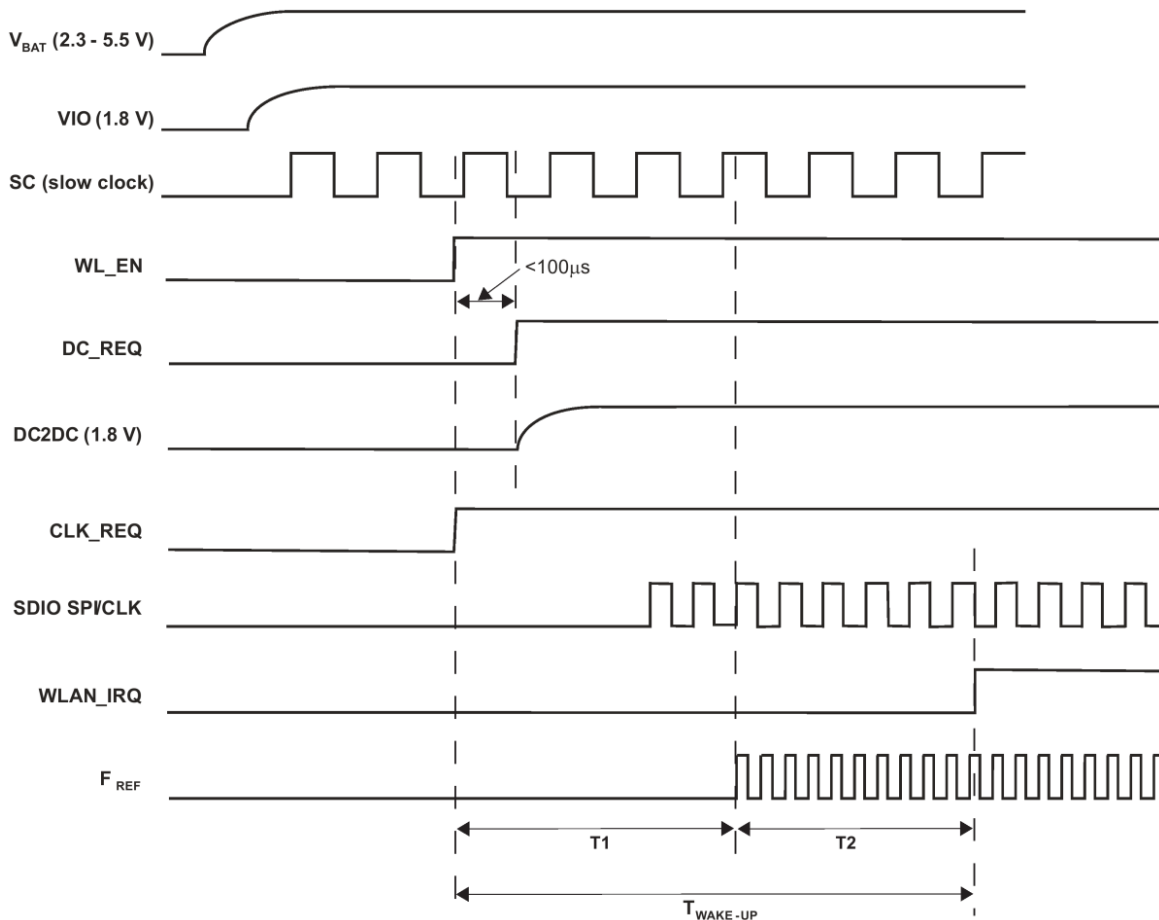 VBAT (2.3 - 5.5 V)
VIO (1.8 V)
SC (slow clock)
WL_EN
<100μs
DC_REQ
DC2DC (1.8 V)
CLK_REQ
SDIO SPI/CLK
WLAN_IRQ
F REF
T1
T2
TWAKE-UP